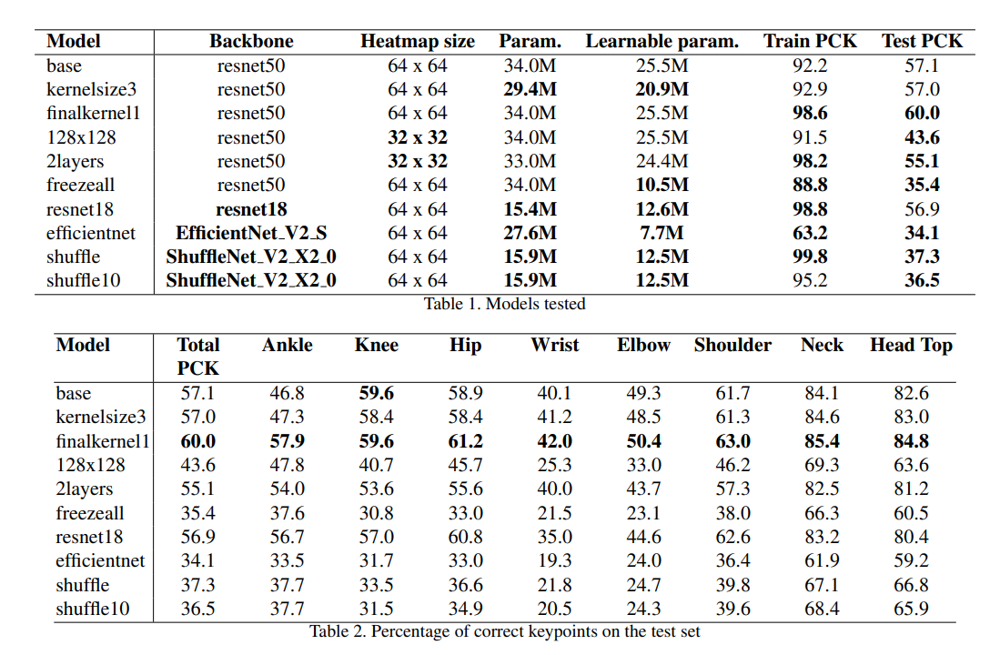 Model Backbone Heatmap size Param. Learnable param. Train PCK Test PCK
base resnet50 64 x 64 34.0M 25.5M 92.2 57.1
kernelsize3 resnet50 64 x 64 29.4M 20.9M 92.9 57.0
finalkernel1 resnet50 64 x 64 34.0M 25.5M 98.6 60.0
128x128 resnet50 32 x 32 34.0M 25.5M 91.5 43.6
2layers resnet50 32 x 32 33.0M 24.4M 98.2 55.1
freezeall resnet50 64 x 64 34.0M 10.5M 88.8 35.4
resnet18 resnet18 64 x 64 15.4M 12.6M 98.8 56.9
efficientnet EfficientNet_V2_S 64 x 64 27.6M 7.7M 63.2 34.1
shuffle ShuffleNet_V2_X2_0 64 x 64 15.9M 12.5M 99.8 37.3
shuffle10 ShuffleNet_V2_X2_0 64 x 64 15.9M 12.5M 95.2 36.5
Table 1. Models tested
Model Total Ankle Knee Hip Wrist Elbow Shoulder Neck Head Top
PCK
base 57.1 46.8 59.6 58.9 40.1 49.3 61.7 84.1 82.6
kernelsize3 57.0 47.3 58.4 58.4 41.2 48.5 61.3 84.6 83.0
finalkernel1 60.0 57.9 59.6 61.2 42.0 50.4 63.0 85.4 84.8
128x128 43.6 47.8 40.7 45.7 25.3 33.0 46.2 69.3 63.6
2layers 55.1 54.0 53.6 55.6 40.0 43.7 57.3 82.5 81.2
freezeall 35.4 37.6 30.8 33.0 21.5 23.1 38.0 66.3 60.5
resnet18 56.9 56.7 57.0 60.8 35.0 44.6 62.6 83.2 80.4
efficientnet 34.1 33.5 31.7 33.0 19.3 24.0 36.4 61.9 59.2
shuffle 37.3 37.7 33.5 36.6 21.8 24.7 39.8 67.1 66.8
shuffle10 36.5 37.7 31.5 34.9 20.5 24.3 39.6 68.4 65.9
Table 2. Percentage of correct keypoints on the test set